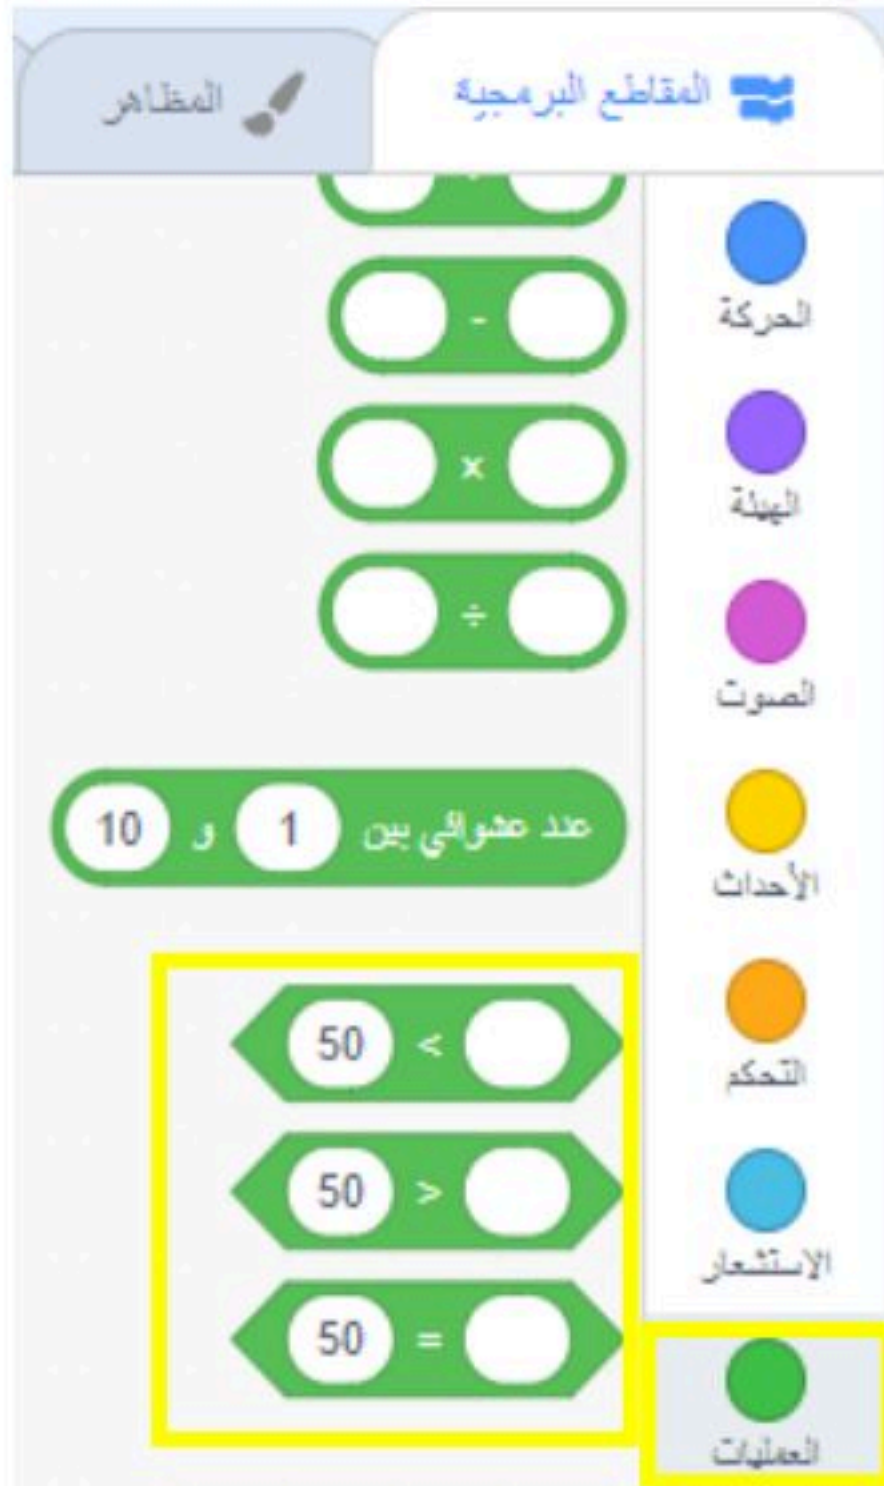 المقاطع البرمجية
المظاهر
الحركة
-
الهيئة
×
الصوت
÷
الأحداث
عدد عشوائي بين 1 و 10
التحكم
50 <
الاستشعار
50 >
50 =
العمليات